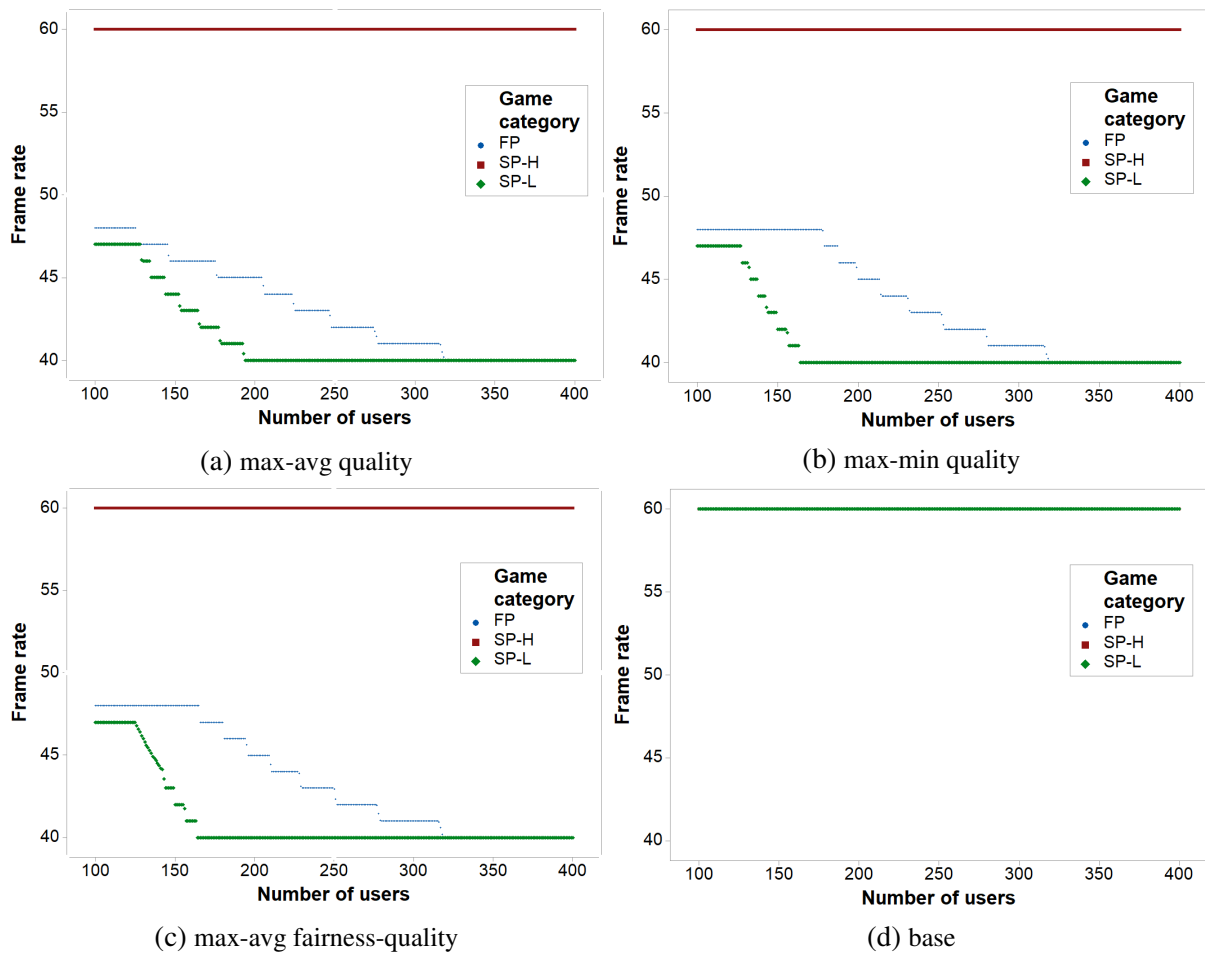 60
55
50
45
40
Frame rate
Game
category
FP
SP-H
SP-L
100 150 200 250 300 350 400
Number of users
(a) max-avg quality
60
55
50
45
40
Frame rate
Game
category
FP
SP-H
SP-L
100 150 200 250 300 350 400
Number of users
(b) max-min quality
60
55
50
45
40
Frame rate
Game
category
FP
SP-H
SP-L
100 150 200 250 300 350 400
Number of users
(c) max-avg fairness-quality
60
55
50
45
40
Frame rate
Game
category
FP
SP-H
SP-L
100 150 200 250 300 350 400
Number of users
(d) base